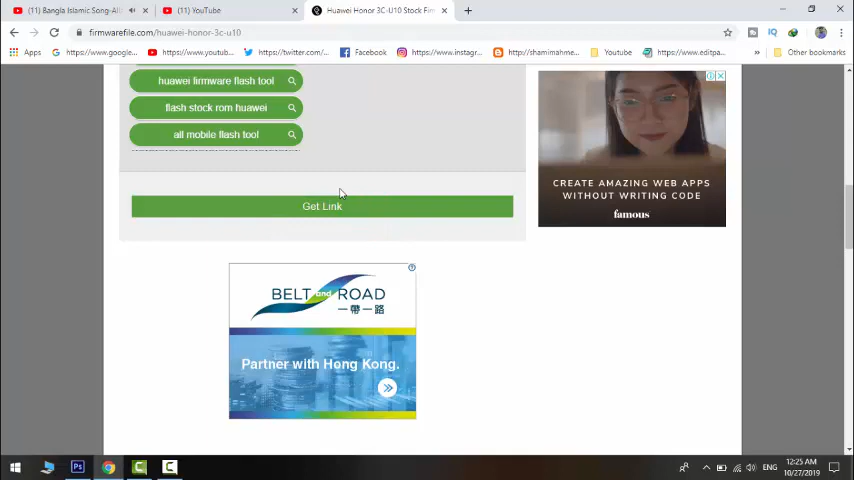 (11) Bangla Islamic Song-All
(11) YouTube
Huawei Honor 3C-U10 Stock Firm
firmwarefile.com/huawei-honor-3c-u10
Apps
https://www.google...
https://www.youtub...
https://twitter.com/...
Facebook
https://www.instagr...
http://shamimahme...
Youtube
https://www.editpa...
Other bookmarks
huawei firmware flash tool
flash stock rom huawei
all mobile flash tool
Get Link
CREATE AMAZING WEB APPS
WITHOUT WRITING CODE
famous
BELT and ROAD
一帶一路
Partner with Hong Kong.
ENG
12:25 AM
10/27/2019